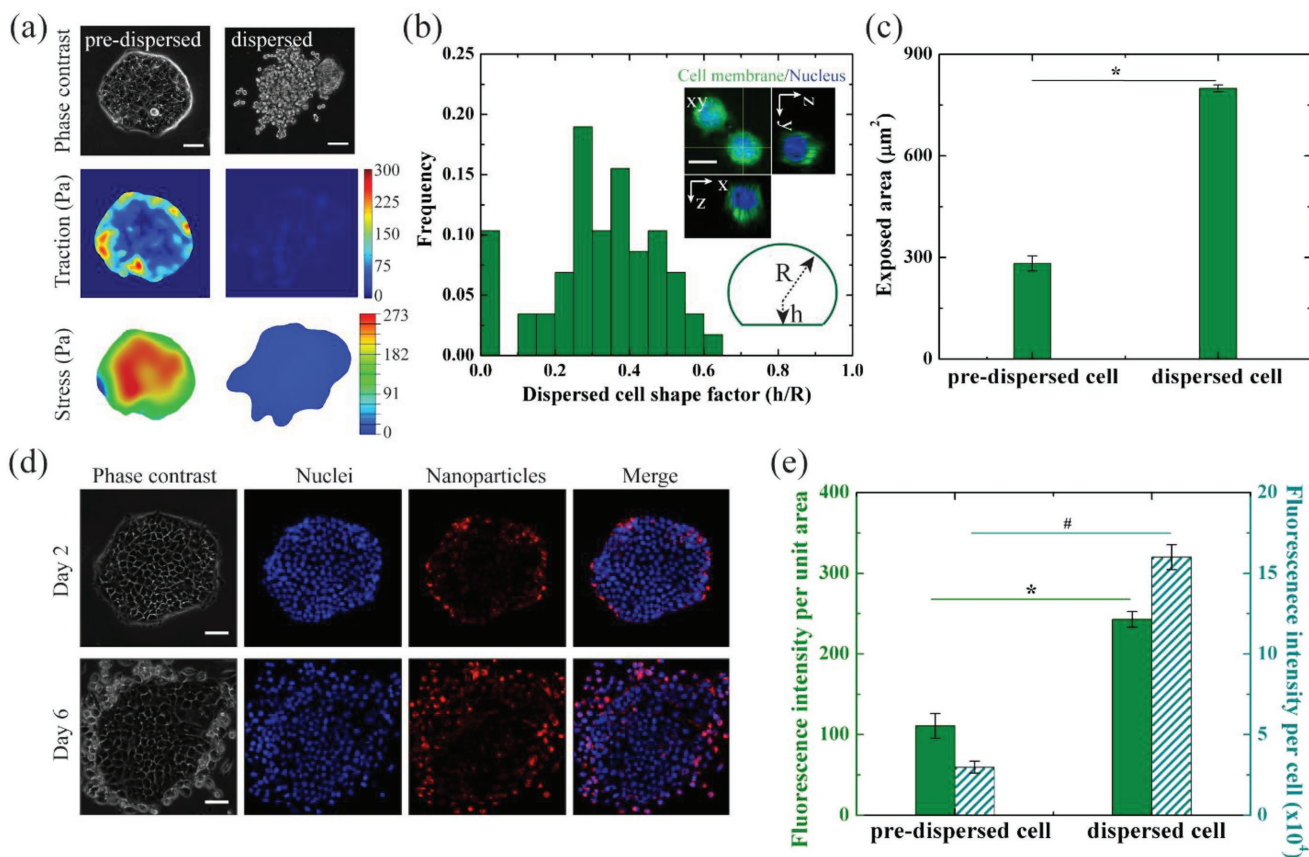 (a)
pre-dispersed
dispersed
Phase contrast
Traction (Pa)
300
225
150
75
0
Stress (Pa)
273
182
91
0
(b)
0.25
0.20
0.15
0.10
0.05
0.00
Frequency
0.0 0.2 0.4 0.6 0.8 1.0
Dispersed cell shape factor (h/R)
Cell membrane/Nucleus
xy
z
y
x
z
R
h
(c)
900
600
300
0
Exposed area (μm²)
*
pre-dispersed cell dispersed cell
(d)
Phase contrast Nuclei Nanoparticles Merge
Day 2
Day 6
(e)
400
350
300
250
200
150
100
50
0
Fluorescence intensity per unit area
#
*
20
15
10
5
0
Fluorescenece intensity per cell (x10⁴)
pre-dispersed cell dispersed cell